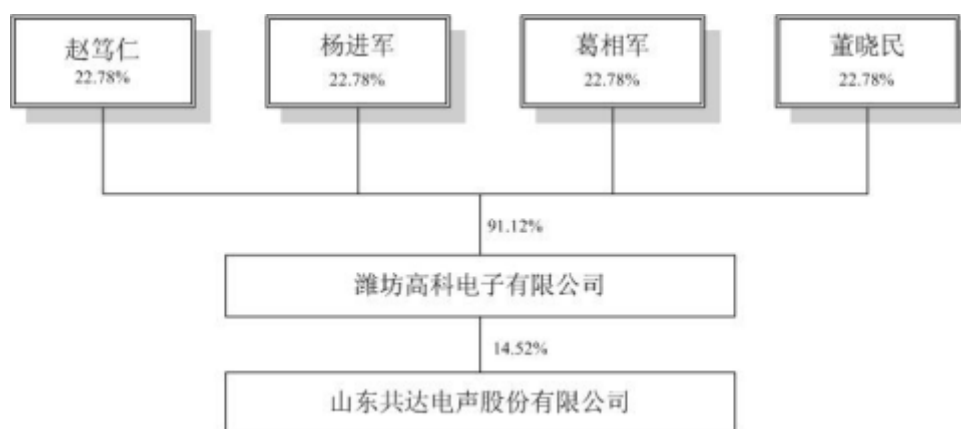 赵笃仁
22.78%
杨进军
22.78%
葛相军
22.78%
董晓民
22.78%
91.12%
潍坊高科电子有限公司
14.52%
山东共达电声股份有限公司